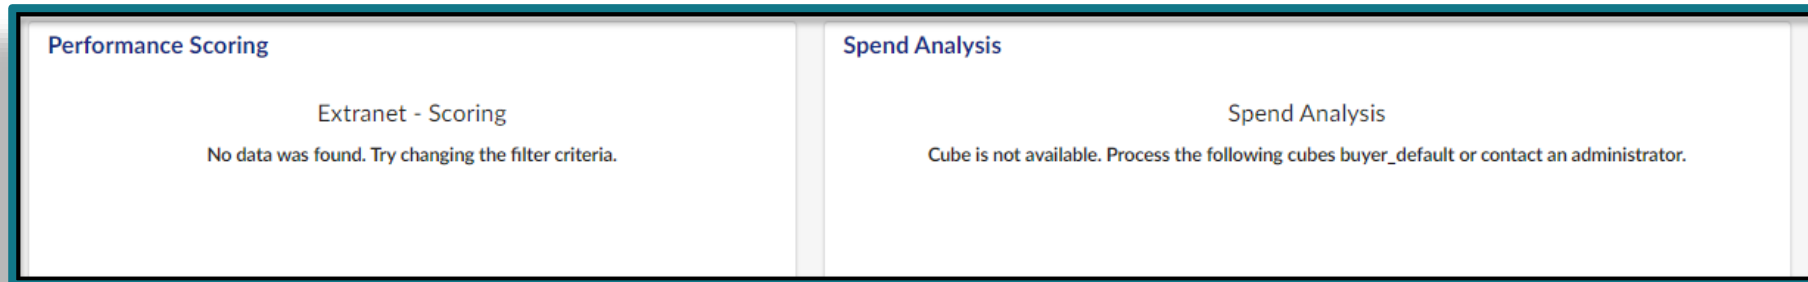 Performance Scoring
Extranet - Scoring
No data was found. Try changing the filter criteria.
Spend Analysis
Spend Analysis
Cube is not available. Process the following cubes buyer_default or contact an administrator.